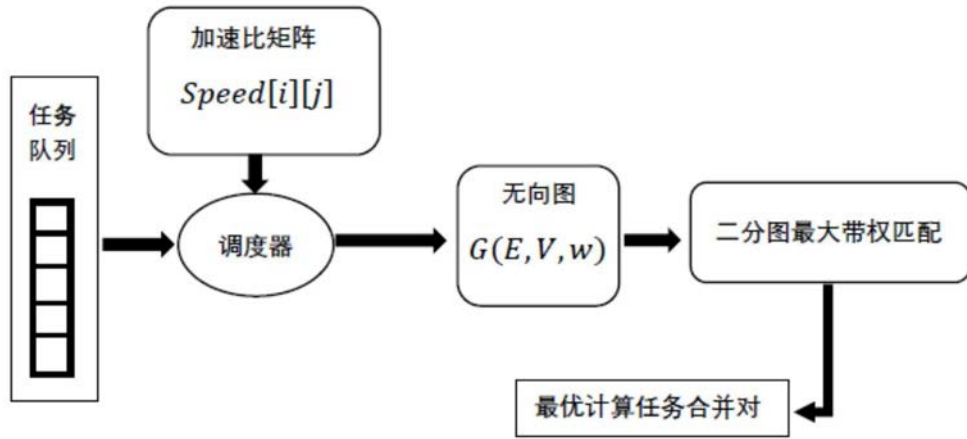 任务
队列
加速比矩阵
Speed[i][j]
调度器
无向图
G(E,V,w)
二分图最大带权匹配
最优计算任务合并对